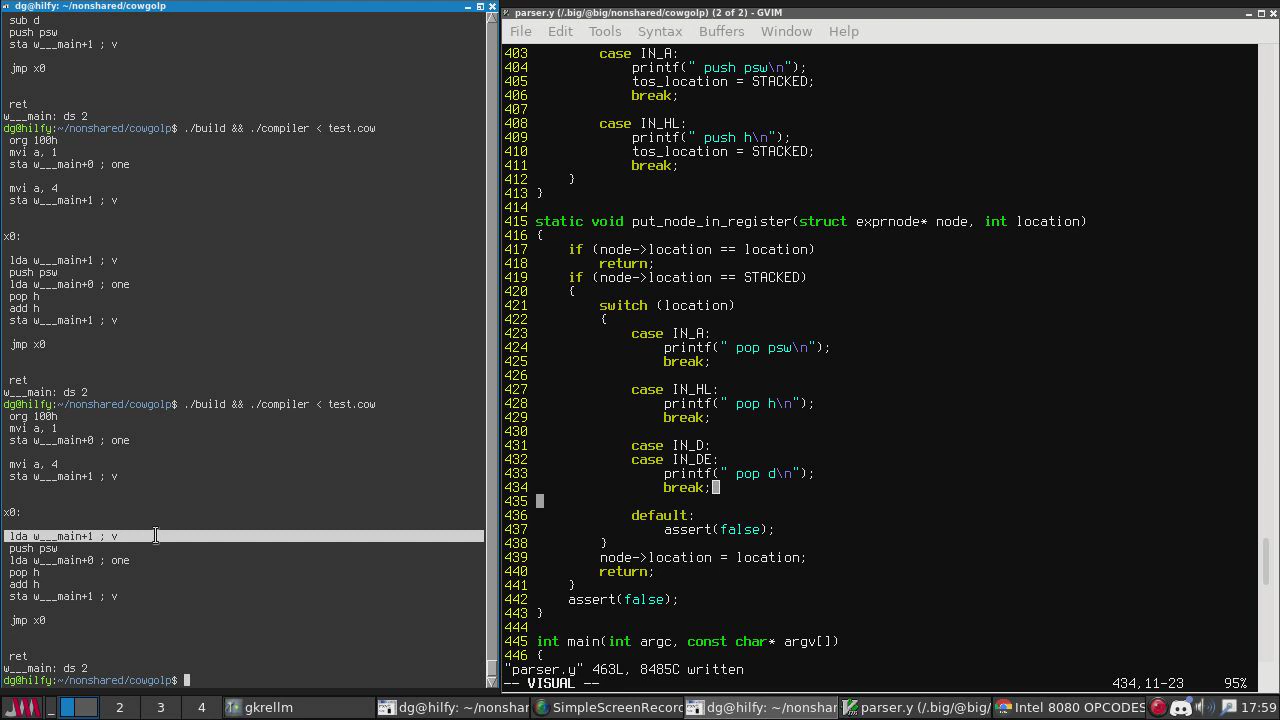 dg@hilfy: ~/nonshared/cowgolp
sub d
push psw
sta w___main+1 ; v
jmp x0
ret
w___main: ds 2
dg@hilfy:~/nonshared/cowgolp$ ./build && ./compiler < test.cow
org 100h
mvi a, 1
sta w___main+0 ; one
mvi a, 4
sta w___main+1 ; v
x0:
lda w___main+1 ; v
push psw
lda w___main+0 ; one
pop h
add h
sta w___main+1 ; v
jmp x0
ret
w___main: ds 2
dg@hilfy:~/nonshared/cowgolp$ ./build && ./compiler < test.cow
org 100h
mvi a, 1
sta w___main+0 ; one
mvi a, 4
sta w___main+1 ; v
x0:
lda w___main+1 ; v
push psw
lda w___main+0 ; one
pop h
add h
sta w___main+1 ; v
jmp x0
ret
w___main: ds 2
dg@hilfy:~/nonshared/cowgolp$
parser.y (/.big/@big/nonshared/cowgolp) (2 of 2) - GVIM
File Edit Tools Syntax Buffers Window Help
403 case IN_A:
404 printf(" push psw\n");
405 tos_location = STACKED;
406 break;
407
408 case IN_HL:
409 printf(" push h\n");
410 tos_location = STACKED;
411 break;
412 }
413 }
414
415 static void put_node_in_register(struct exprnode* node, int location)
416 {
417 if (node->location == location)
418 return;
419 if (node->location == STACKED)
420 {
421 switch (location)
422 {
423 case IN_A:
424 printf(" pop psw\n");
425 break;
426
427 case IN_HL:
428 printf(" pop h\n");
429 break;
430
431 case IN_D:
432 case IN_DE:
433 printf(" pop d\n");
434 break;
435
436 default:
437 assert(false);
438 }
439 node->location = location;
440 return;
441 }
442 assert(false);
443 }
444
445 int main(int argc, const char* argv[])
446 {
"parser.y" 463L, 8485C written
-- VISUAL -- 434,11-23 95%
2 3 4 gkrellm dg@hilfy: ~/nonshar SimpleScreenRecor dg@hilfy: ~/nonshar parser.y (/.big/@big/ Intel 8080 OPCODES 17:59